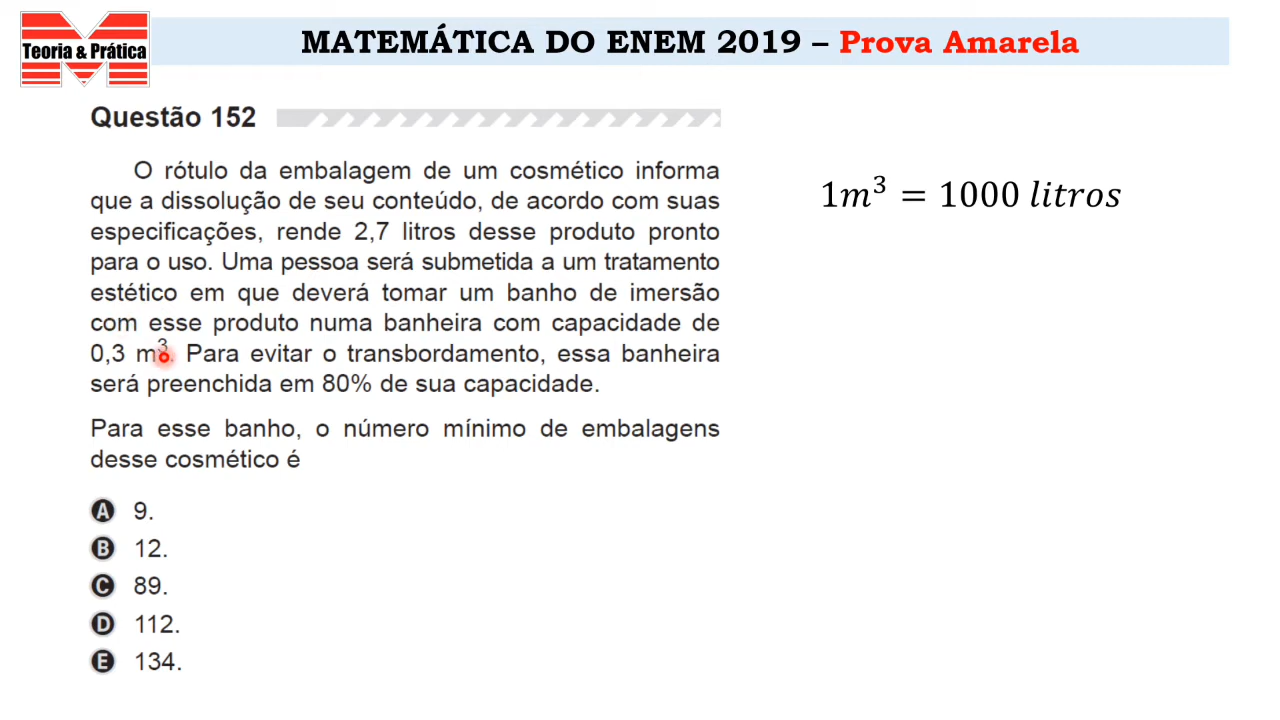 Teoria & Prática
MATEMÁTICA DO ENEM 2019 – Prova Amarela
Questão 152
O rótulo da embalagem de um cosmético informa
que a dissolução de seu conteúdo, de acordo com suas
especificações, rende 2,7 litros desse produto pronto
para o uso. Uma pessoa será submetida a um tratamento
estético em que deverá tomar um banho de imersão
com esse produto numa banheira com capacidade de
0,3 m³. Para evitar o transbordamento, essa banheira
será preenchida em 80% de sua capacidade.
Para esse banho, o número mínimo de embalagens
desse cosmético é
A 9.
B 12.
C 89.
D 112.
E 134.
1m³ = 1000 litros